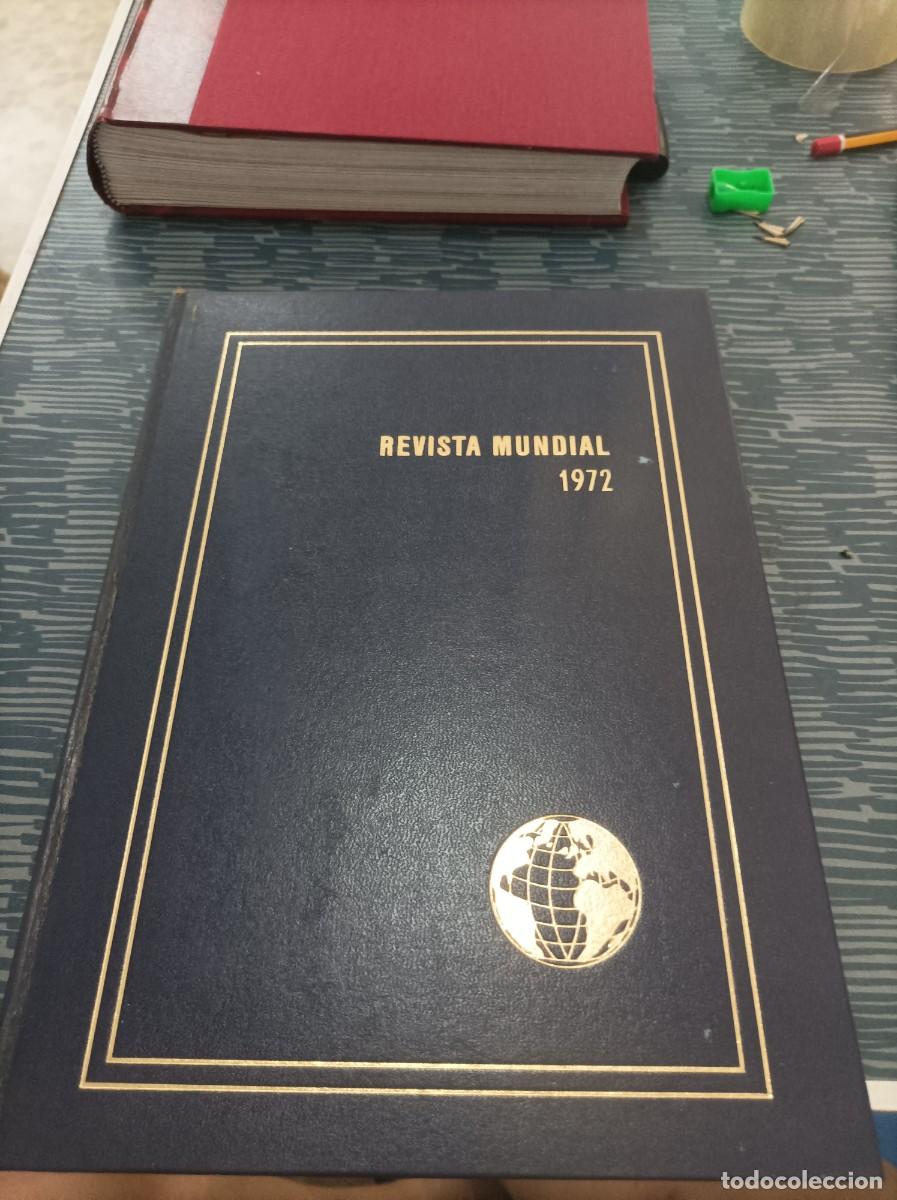 REVISTA MUNDIAL
1972
todocoleccion